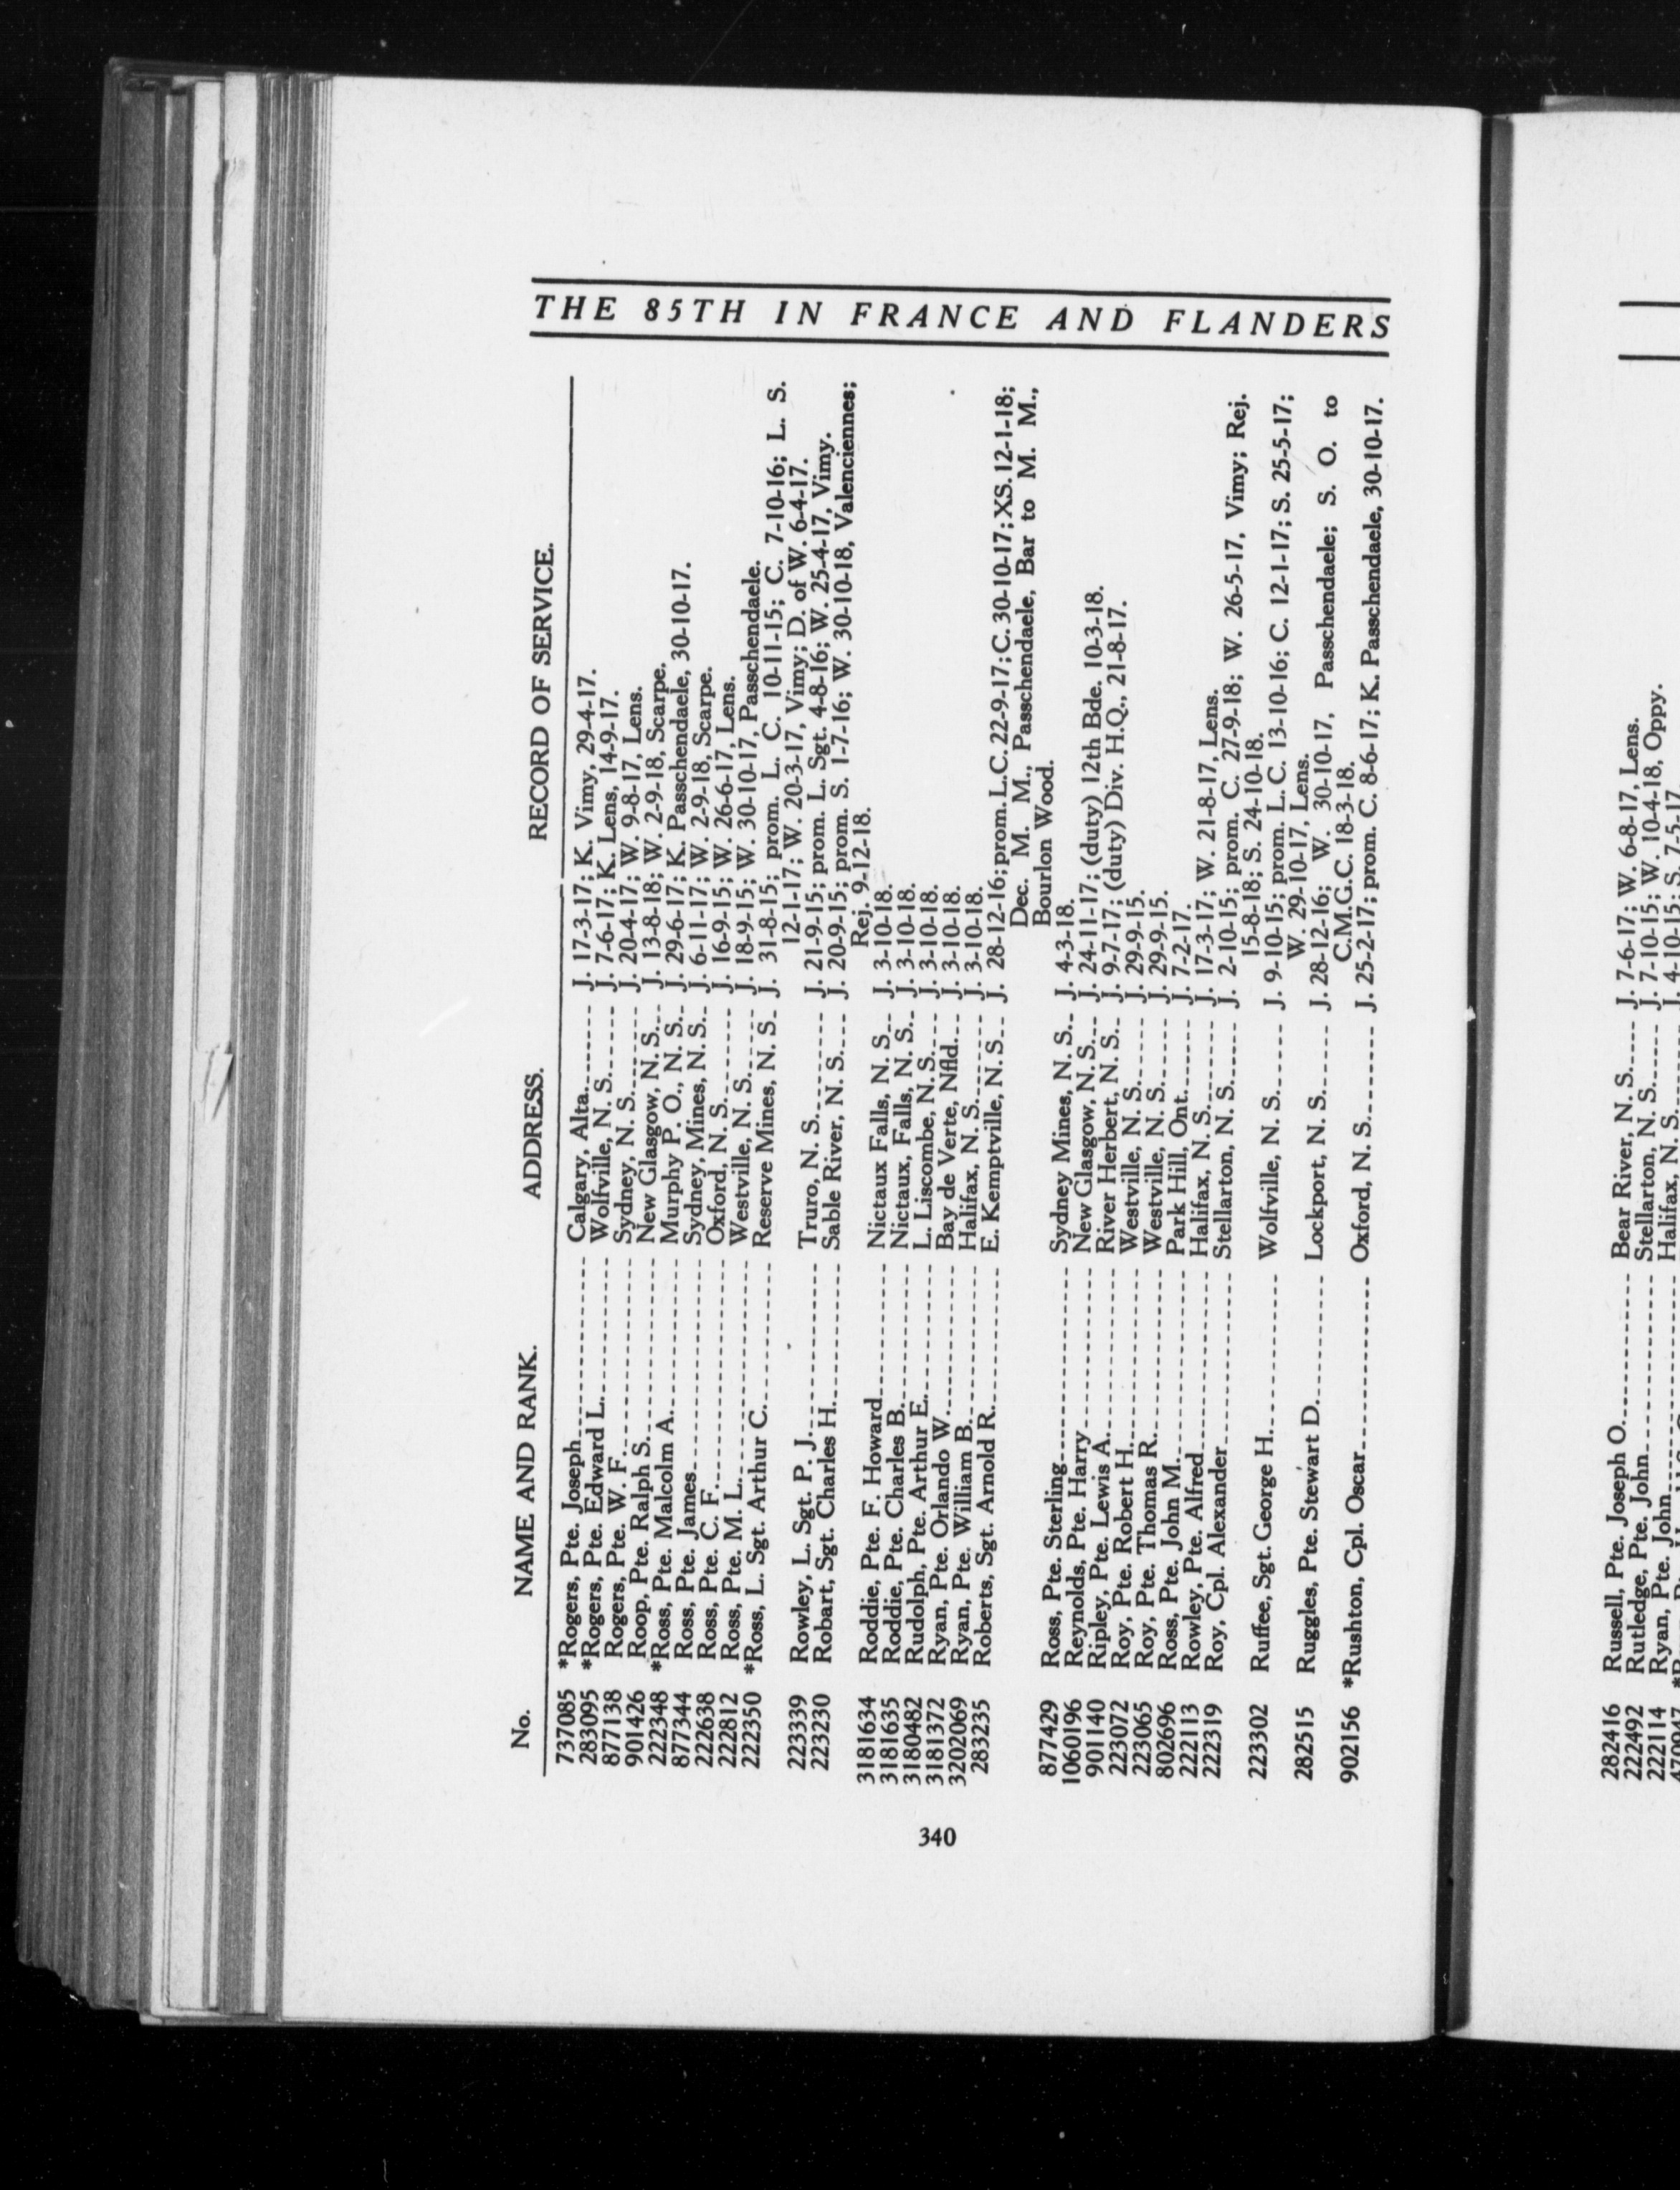 THE 85TH IN FRANCE AND FLANDERS
No. NAME AND RANK. ADDRESS. RECORD OF SERVICE.
737085 *Rogers, Pte. Joseph Calgary, Alta. J. 17-3-17; K. Vimy, 29-4-17.
283095 *Rogers, Pte. Edward L. Wolfville, N. S. J. 7-6-17; K. Lens, 14-9-17.
877138 Rogers, Pte. W. F. Sydney, N. S. J. 20-4-17; W. 9-8-17, Lens.
901426 Roop, Pte. Ralph S. New Glasgow, N. S. J. 13-8-18; W. 2-9-18, Scarpe.
222348 *Ross, Pte. Malcolm A. Murphy P. O., N. S. J. 29-6-17; K. Passchendaele, 30-10-17.
877344 Ross, Pte. James Sydney, Mines, N. S. J. 6-11-17; W. 2-9-18, Scarpe.
222638 Ross, Pte. C. F. Oxford, N. S. J. 16-9-15; W. 26-6-17, Lens.
222812 Ross, Pte. M. L. Westville, N. S. J. 18-9-15; W. 30-10-17, Passchendaele.
222350 *Ross, L. Sgt. Arthur C. Reserve Mines, N. S. J. 31-8-15; prom. L. C. 10-11-15; C. 7-10-16; L. S.
12-1-17; W. 20-3-17, Vimy; D. of W. 6-4-17.
223339 Rowley, L. Sgt. P. J. Truro, N. S. J. 21-9-15; prom. L. Sgt. 4-8-16; W. 25-4-17, Vimy.
223230 Robart, Sgt. Charles H. Sable River, N. S. J. 20-9-15; prom. S. 1-7-16; W. 30-10-18, Valenciennes;
Rej. 9-12-18.
3181634 Roddie, Pte. F. Howard Nictaux Falls, N. S. J. 3-10-18.
3181635 Roddie, Pte. Charles B. Nictaux, Falls, N. S. J. 3-10-18.
3180482 Rudolph, Pte. Arthur E. L. Liscombe, N. S. J. 3-10-18.
3181372 Ryan, Pte. Orlando W. Bay de Verte, Nfld. J. 3-10-18.
3202069 Ryan, Pte. William B. Halifax, N. S. J. 3-10-18.
283235 Roberts, Sgt. Arnold R. E. Kemptville, N. S. J. 28-12-16; prom. L.C. 22-9-17; C. 30-10-17; XS. 12-1-18;
Dec. M. M., Passchendaele, Bar to M. M.,
Bourlon Wood.
877429 Ross, Pte. Sterling Sydney Mines, N. S. J. 4-3-18.
1060196 Reynolds, Pte. Harry New Glasgow, N. S. J. 24-11-17; (duty) 12th Bde. 10-3-18.
901140 Ripley, Pte. Lewis A. River Herbert, N. S. J. 9-7-17; (duty) Div. H.Q., 21-8-17.
223072 Roy, Pte. Robert H. Westville, N. S. J. 29-9-15.
223065 Roy, Pte. Thomas R. Westville, N. S. J. 29-9-15.
802696 Ross, Pte. John M. Park Hill, Ont. J. 7-2-17.
222113 Rowley, Pte. Alfred Halifax, N. S. J. 17-3-17; W. 21-8-17, Lens.
222319 Roy, Cpl. Alexander Stellarton, N. S. J. 2-10-15; prom. C. 27-9-18; W. 26-5-17, Vimy; Rej.
15-8-18; S. 24-10-18.
223302 Ruffee, Sgt. George H. Wolfville, N. S. J. 9-10-15; prom. L. C. 13-10-16; C. 12-1-17; S. 25-5-17;
W. 29-10-17, Lens.
282515 Ruggles, Pte. Stewart D. Lockport, N. S. J. 28-12-16; W. 30-10-17, Passchendaele; S. O. to
C.M.G.C. 18-3-18.
902156 *Rushton, Cpl. Oscar Oxford, N. S. J. 25-2-17; prom. C. 8-6-17; K. Passchendaele, 30-10-17.
340
282416 Russell, Pte. Joseph O. Bear River, N. S. J. 7-6-17; W. 6-8-17, Lens.
222492 Rutledge, Pte. John Stellarton, N. S. J. 7-10-15; W. 10-4-18, Oppy.
222114 Ryan, Pte. John Halifax, N. S. J. 4-10-15; S. 7-5-17